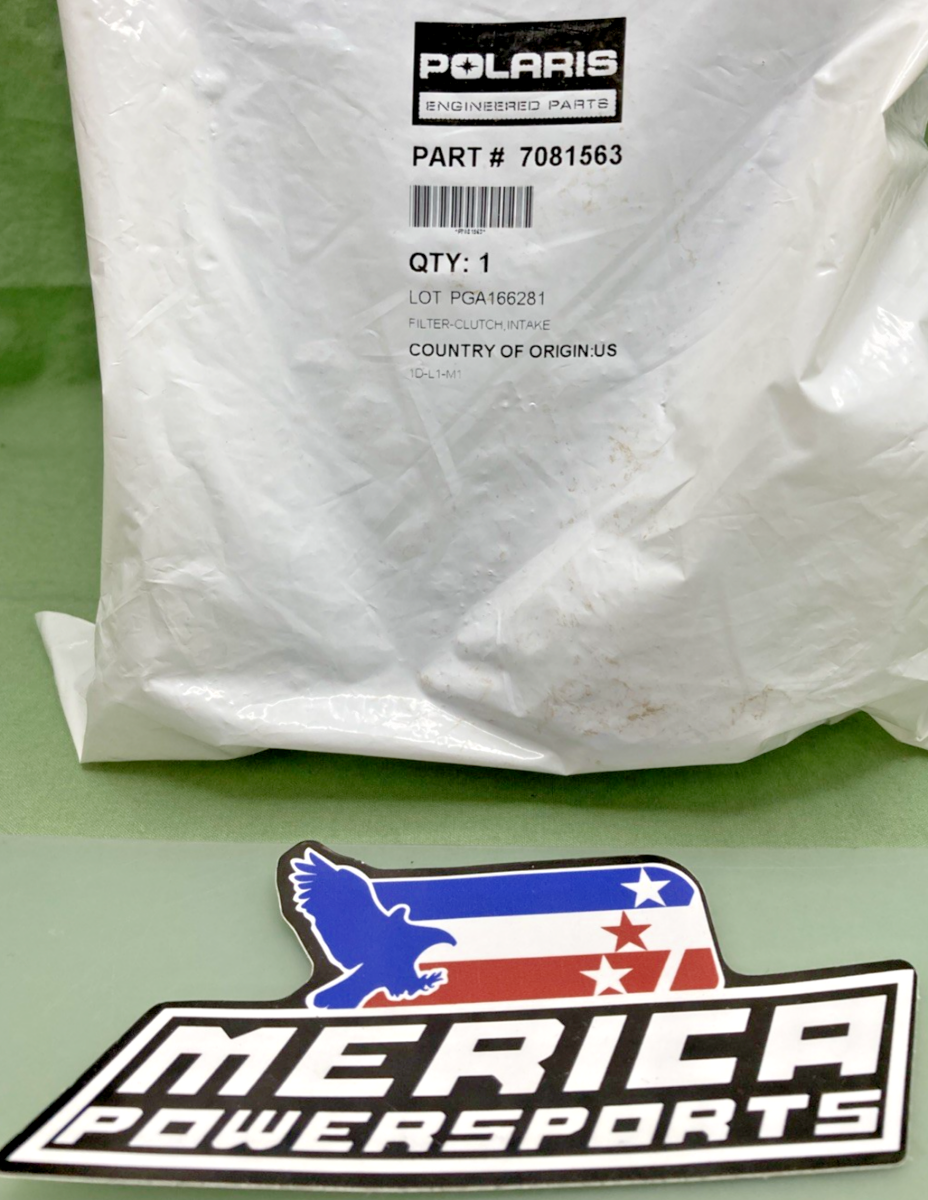 POLARIS
ENGINEERED PARTS
PART # 7081563
QTY: 1
LOT PGA166281
FILTER-CLUTCH,INTAKE
COUNTRY OF ORIGIN:US
1D-L1-M1
MERICA
POWERSPORTS